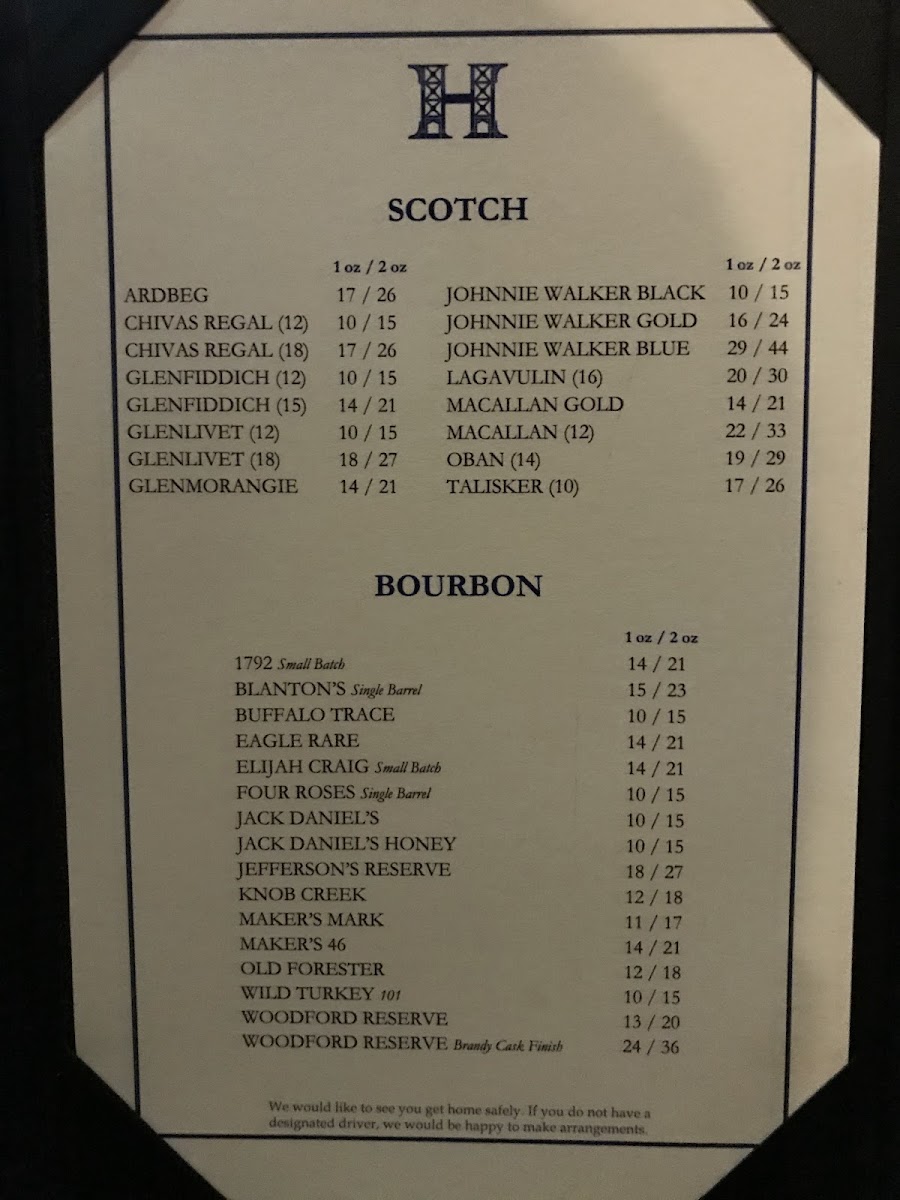 H
SCOTCH
1 oz / 2 oz
ARDBEG 17 / 26
CHIVAS REGAL (12) 10 / 15
CHIVAS REGAL (18) 17 / 26
GLENFIDDICH (12) 10 / 15
GLENFIDDICH (15) 14 / 21
GLENLIVET (12) 10 / 15
GLENLIVET (18) 18 / 27
GLENMORANGIE 14 / 21
1 oz / 2 oz
JOHNNIE WALKER BLACK 10 / 15
JOHNNIE WALKER GOLD 16 / 24
JOHNNIE WALKER BLUE 29 / 44
LAGAVULIN (16) 20 / 30
MACALLAN GOLD 14 / 21
MACALLAN (12) 22 / 33
OBAN (14) 19 / 29
TALISKER (10) 17 / 26
BOURBON
1 oz / 2 oz
1792 Small Batch 14 / 21
BLANTON'S Single Barrel 15 / 23
BUFFALO TRACE 10 / 15
EAGLE RARE 14 / 21
ELIJAH CRAIG Small Batch 14 / 21
FOUR ROSES Single Barrel 10 / 15
JACK DANIEL'S 10 / 15
JACK DANIEL'S HONEY 10 / 15
JEFFERSON'S RESERVE 18 / 27
KNOB CREEK 12 / 18
MAKER'S MARK 11 / 17
MAKER'S 46 14 / 21
OLD FORESTER 12 / 18
WILD TURKEY 101 10 / 15
WOODFORD RESERVE 13 / 20
WOODFORD RESERVE Brandy Cask Finish 24 / 36
We would like to see you get home safely. If you do not have a
designated driver, we would be happy to make arrangements.